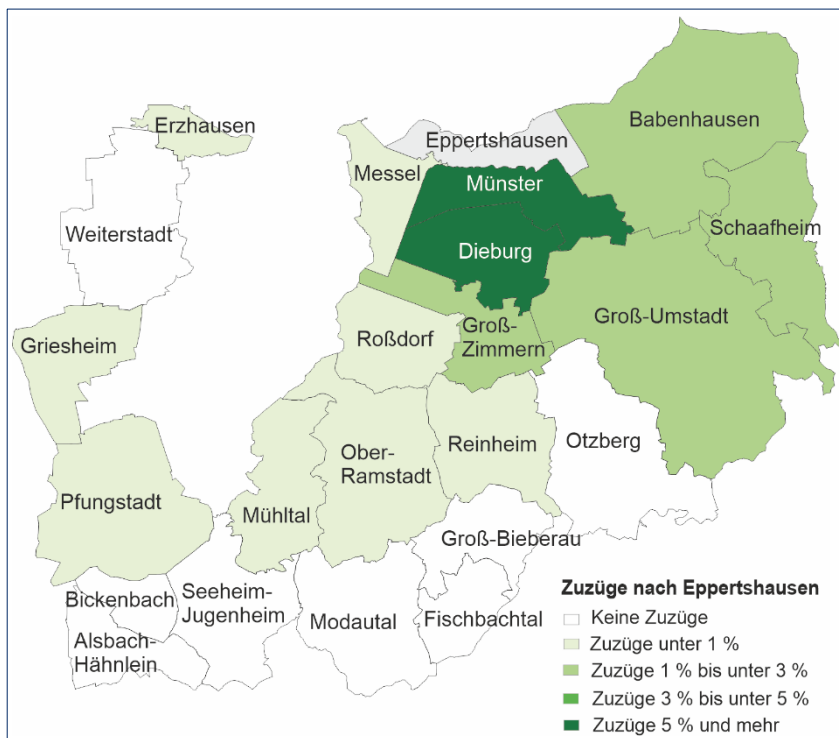 Erzhausen
Eppertshausen
Babenhausen
Messel
Münster
Weiterstadt
Schaafheim
Dieburg
Groß-Umstadt
Griesheim
Roßdorf
Groß-
Zimmern
Otzberg
Reinheim
Ober-
Ramstadt
Pfungstadt
Mühltal
Groß-Bieberau
Bickenbach
Seeheim-
Jugenheim
Modautal
Fischbachtal
Alsbach-
Hähnlein
Zuzüge nach Eppertshausen
Keine Zuzüge
Zuzüge unter 1 %
Zuzüge 1 % bis unter 3 %
Zuzüge 3 % bis unter 5 %
Zuzüge 5 % und mehr